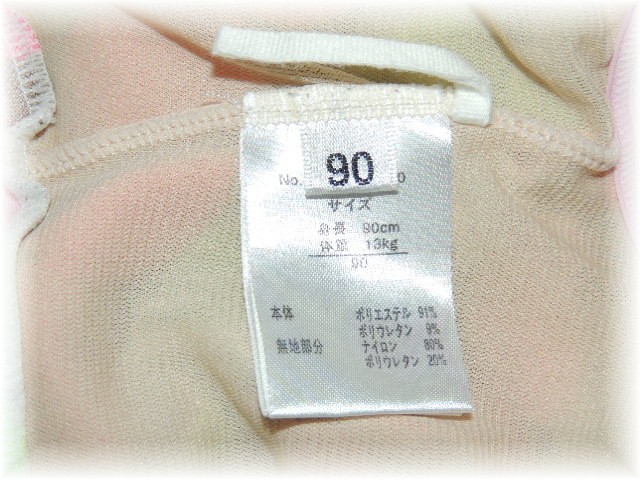 90
No. 0
サイズ
身長 90cm
体重 13kg
90
本体 ポリエステル 91%
ポリウレタン 9%
無地部分 ナイロン 80%
ポリウレタン 20%